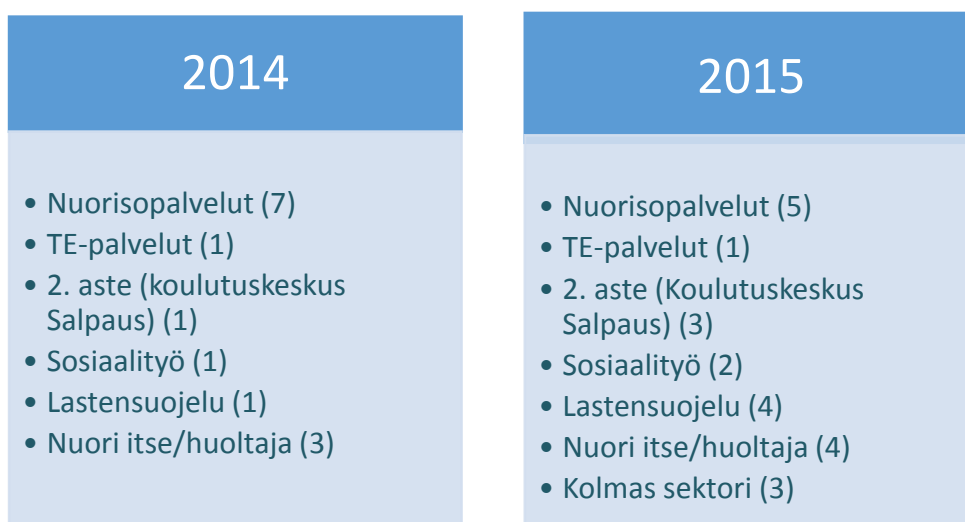 2014
• Nuorisopalvelut (7)
• TE-palvelut (1)
• 2. aste (koulutuskeskus
Salpaus) (1)
• Sosiaalityö (1)
• Lastensuojelu (1)
• Nuori itse/huoltaja (3)
2015
• Nuorisopalvelut (5)
• TE-palvelut (1)
• 2. aste (Koulutuskeskus
Salpaus) (3)
• Sosiaalityö (2)
• Lastensuojelu (4)
• Nuori itse/huoltaja (4)
• Kolmas sektori (3)